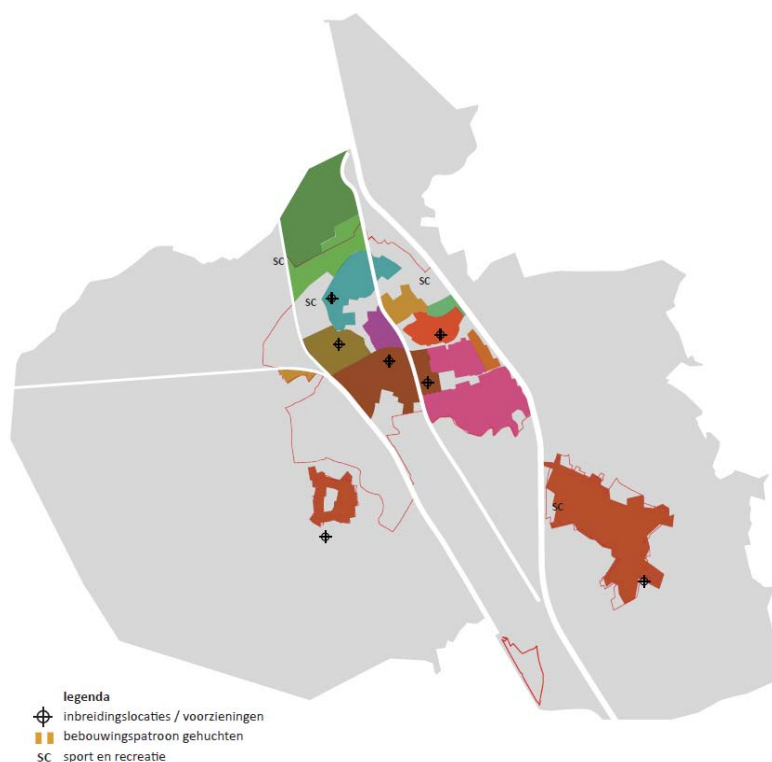 SC
SC
SC
SC
legenda
inbreidingslocaties / voorzieningen
bebouwingspatroon gehuchten
SC sport en recreatie